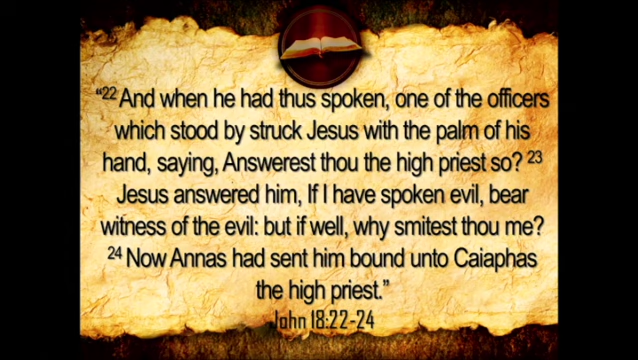 “22 And when he had thus spoken, one of the officers
which stood by struck Jesus with the palm of his
hand, saying, Answerest thou the high priest so? 23
Jesus answered him, If I have spoken evil, bear
witness of the evil: but if well, why smitest thou me?
24 Now Annas had sent him bound unto Caiaphas
the high priest.”
John 18:22-24